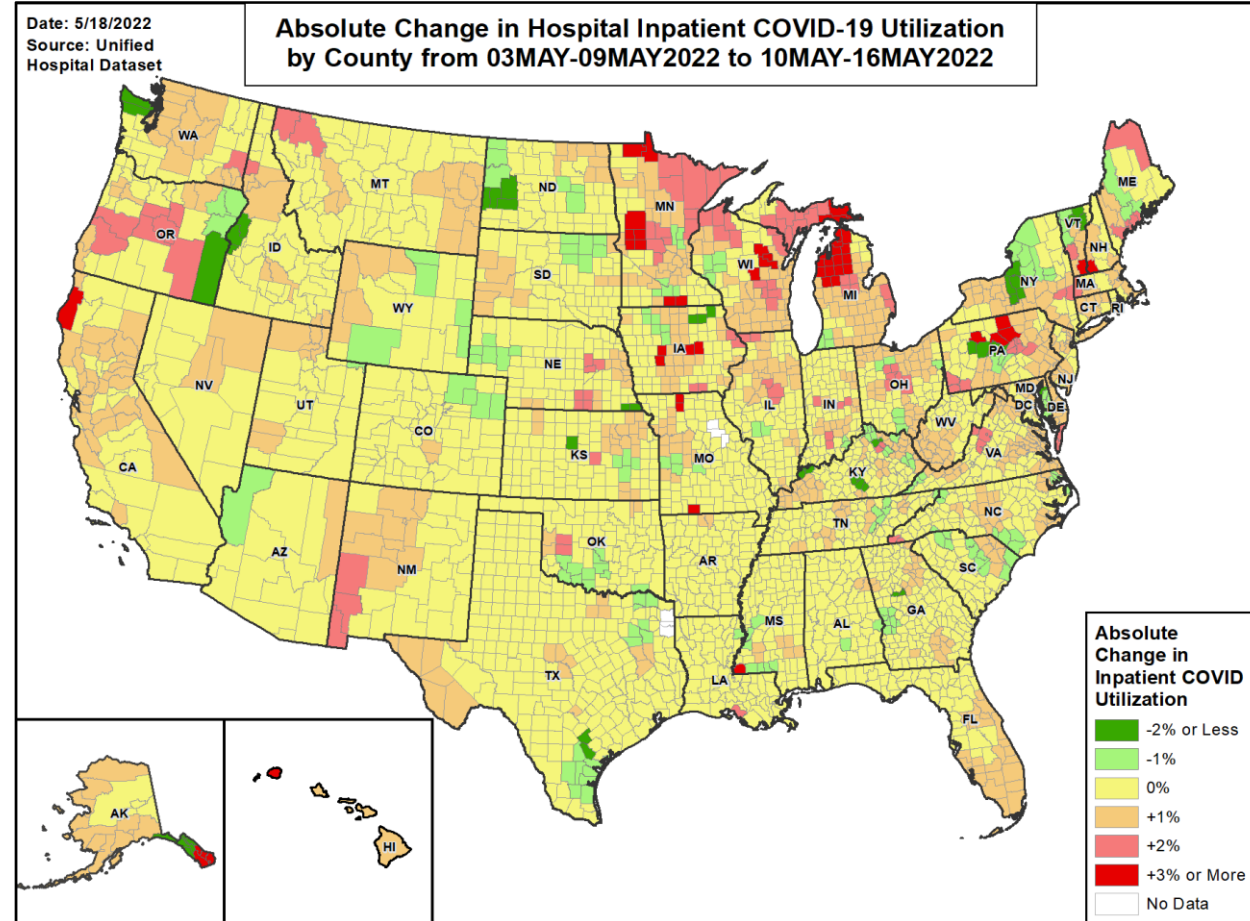 Date: 5/18/2022
Source: Unified
Hospital Dataset
Absolute Change in Hospital Inpatient COVID-19 Utilization
by County from 03MAY-09MAY2022 to 10MAY-16MAY2022
WA
MT
ND
MN
ME
OR
ID
SD
WI
VT
NH
NY
MA
CT
RI
WY
MI
NE
IA
PA
NJ
NV
UT
CO
IL
IN
OH
MD
DC
DE
CA
KS
MO
WV
VA
KY
AZ
NM
OK
AR
TN
NC
SC
TX
LA
MS
AL
GA
FL
AK
HI
Absolute
Change in
Inpatient COVID
Utilization
-2% or Less
-1%
0%
+1%
+2%
+3% or More
No Data